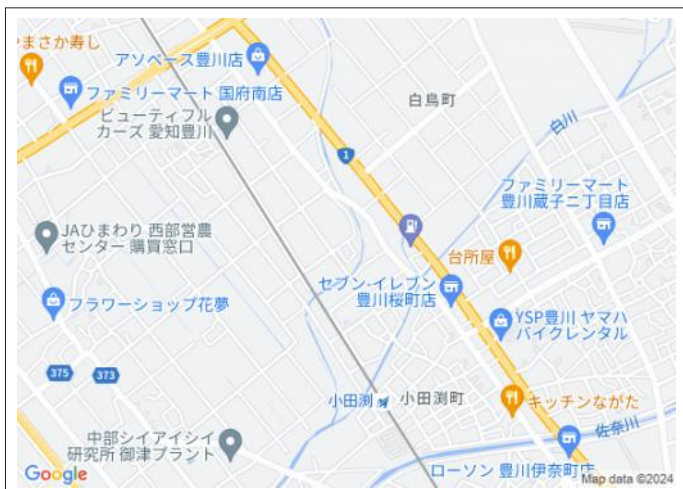 やまさか寿し
アソベース豊川店
ファミリーマート 国府南店
白鳥町
ビューティフル
カーズ 愛知豊川
白川
1
ファミリーマート
豊川蔵子二丁目店
JAひまわり 西部営農
センター 購買窓口
台所屋
セブン-イレブン
豊川桜町店
フラワーショップ花夢
YSP豊川 ヤマハ
バイクレンタル
375
373
小田渕
小田渕町
キッチンながた
佐奈川
中部シイアイシイ
研究所 御津プラント
ローソン 豊川伊奈町店
Google
Map data ©2024